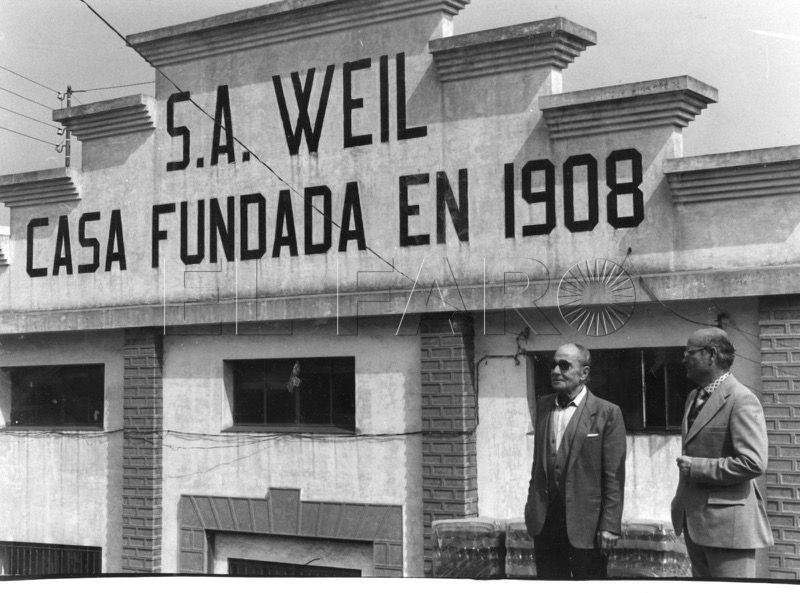 S.A. WEIL
CASA FUNDADA EN 1908
EL FARO